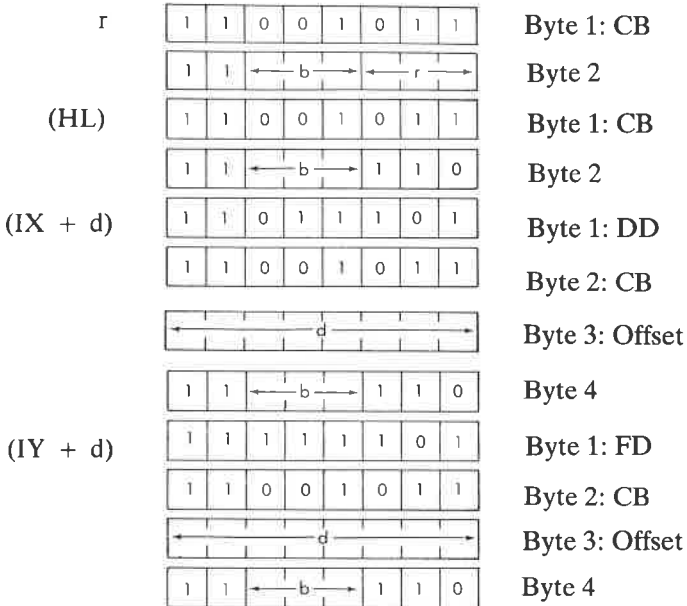 r 1 1 0 0 1 0 1 1 Byte 1: CB
1 1 b r Byte 2
(HL) 1 1 0 0 1 0 1 1 Byte 1: CB
1 1 b 1 1 0 Byte 2
(IX + d) 1 1 0 1 1 1 0 1 Byte 1: DD
1 1 0 0 1 0 1 1 Byte 2: CB
d Byte 3: Offset
1 1 b 1 1 0 Byte 4
(IY + d) 1 1 1 1 1 1 0 1 Byte 1: FD
1 1 0 0 1 0 1 1 Byte 2: CB
d Byte 3: Offset
1 1 b 1 1 0 Byte 4